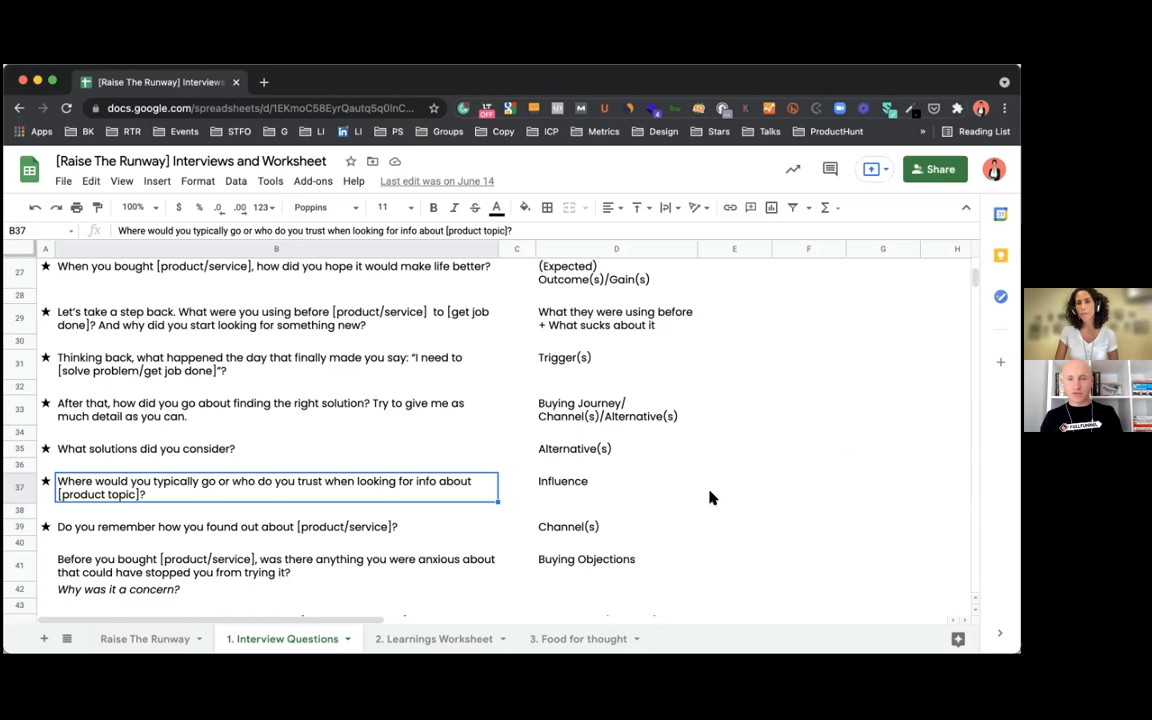 [Raise The Runway] Interviews
docs.google.com/spreadsheets/d/1EKmoC58EyrQautq5q0lnC...
Apps BK RTR Events STFO G LI LI PS Groups Copy ICP Metrics Design Stars Talks ProductHunt » Reading List
[Raise The Runway] Interviews and Worksheet
Share
File Edit View Insert Format Data Tools Add-ons Help Last edit was on June 14
100% $ % .0 .00 123 Poppins 11 B I S A
B37 fx Where would you typically go or who do you trust when looking for info about [product topic]?
A B C D E F G H
27 ★ When you bought [product/service], how did you hope it would make life better? (Expected)
Outcome(s)/Gain(s)
28
29 ★ Let's take a step back. What were you using before [product/service] to [get job What they were using before
done]? And why did you start looking for something new? + What sucks about it
30
31 ★ Thinking back, what happened the day that finally made you say: "I need to Trigger(s)
[solve problem/get job done]"?
32
33 ★ After that, how did you go about finding the right solution? Try to give me as Buying Journey/
much detail as you can. Channel(s)/Alternative(s)
34
35 ★ What solutions did you consider? Alternative(s)
36
37 ★ Where would you typically go or who do you trust when looking for info about Influence
[product topic]?
38
39 ★ Do you remember how you found out about [product/service]? Channel(s)
40
41 Before you bought [product/service], was there anything you were anxious about Buying Objections
that could have stopped you from trying it?
42 Why was it a concern?
43
Raise The Runway 1. Interview Questions 2. Learnings Worksheet 3. Food for thought
FULLFUNNEL